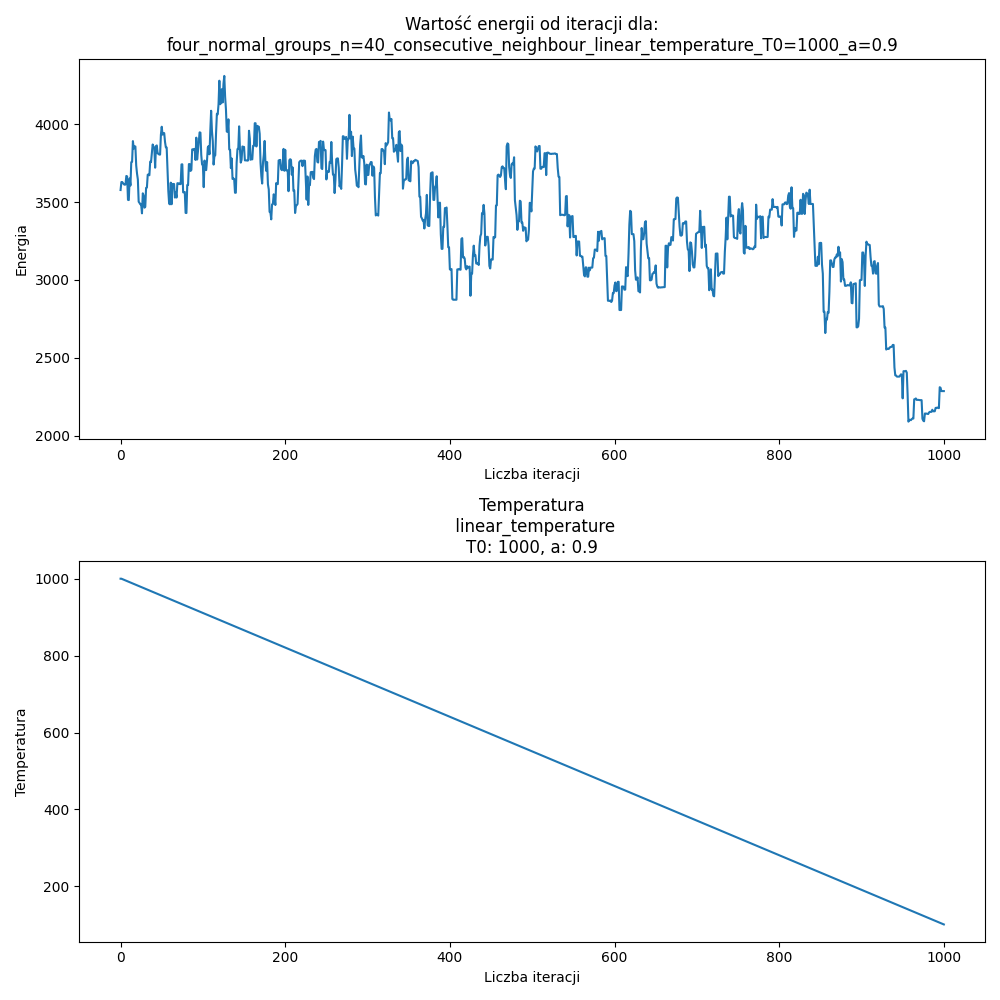 Wartość energii od iteracji dla:
four_normal_groups_n=40_consecutive_neighbour_linear_temperature_T0=1000_a=0.9
4000
3500
3000
2500
2000
Energia
0 200 400 600 800 1000
Liczba iteracji
Temperatura
linear_temperature
T0: 1000, a: 0.9
1000
800
600
400
200
Temperatura
0 200 400 600 800 1000
Liczba iteracji